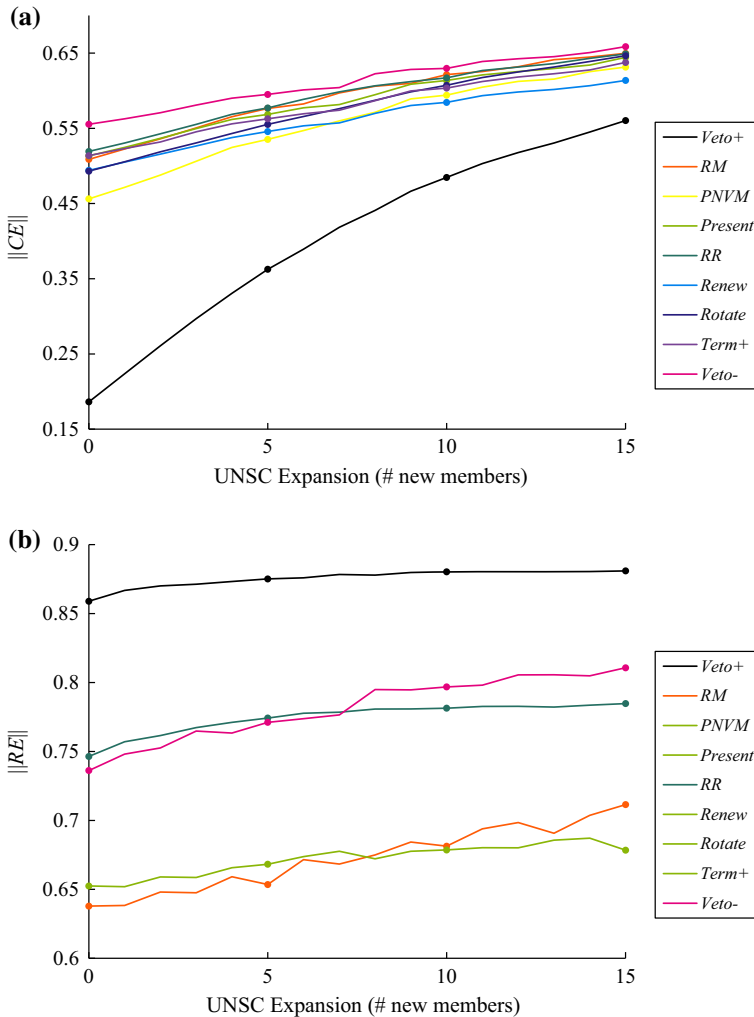 (a)
0.65
0.55
0.45
0.35
0.25
0.15
||CE||
0 5 10 15
UNSC Expansion (# new members)
Veto+
RM
PNVM
Present
RR
Renew
Rotate
Term+
Veto-
(b)
0.9
0.85
0.8
0.75
0.7
0.65
0.6
||RE||
0 5 10 15
UNSC Expansion (# new members)
Veto+
RM
PNVM
Present
RR
Renew
Rotate
Term+
Veto-